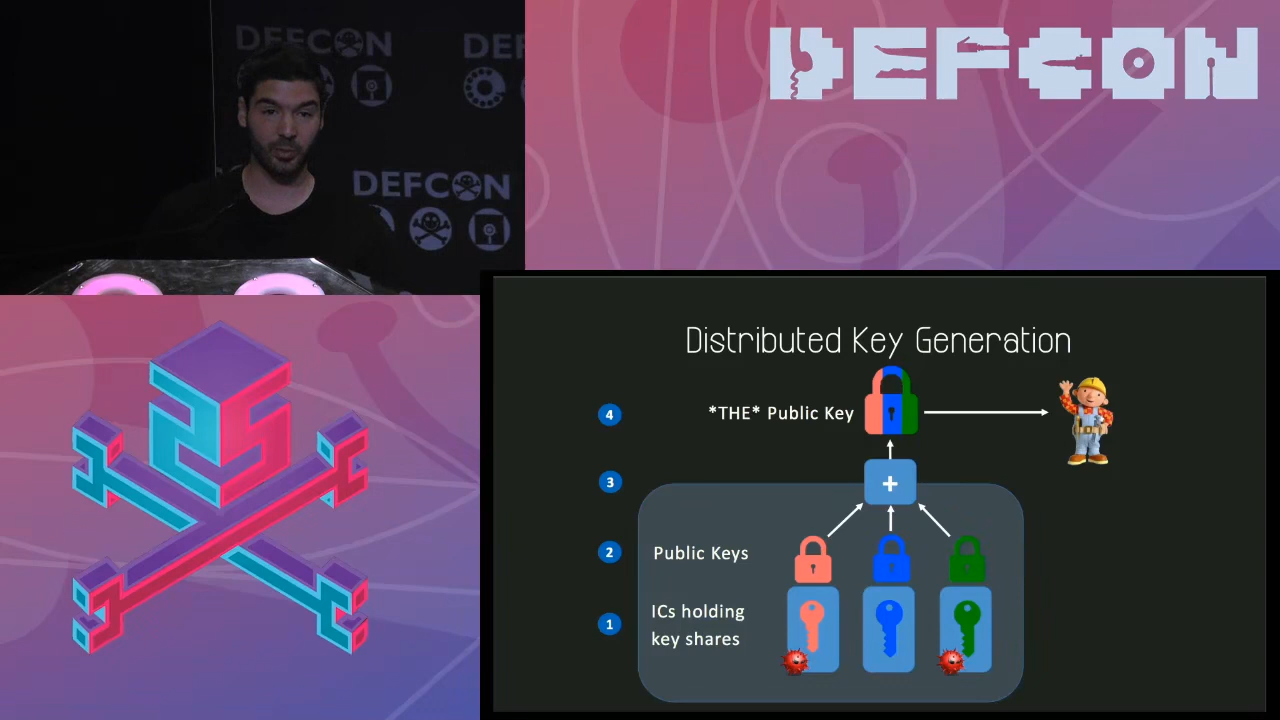 DEFCON
DEF
DEFCON
DEFCON
Distributed Key Generation
4
*THE* Public Key
3
+
2
Public Keys
1
ICs holding
key shares